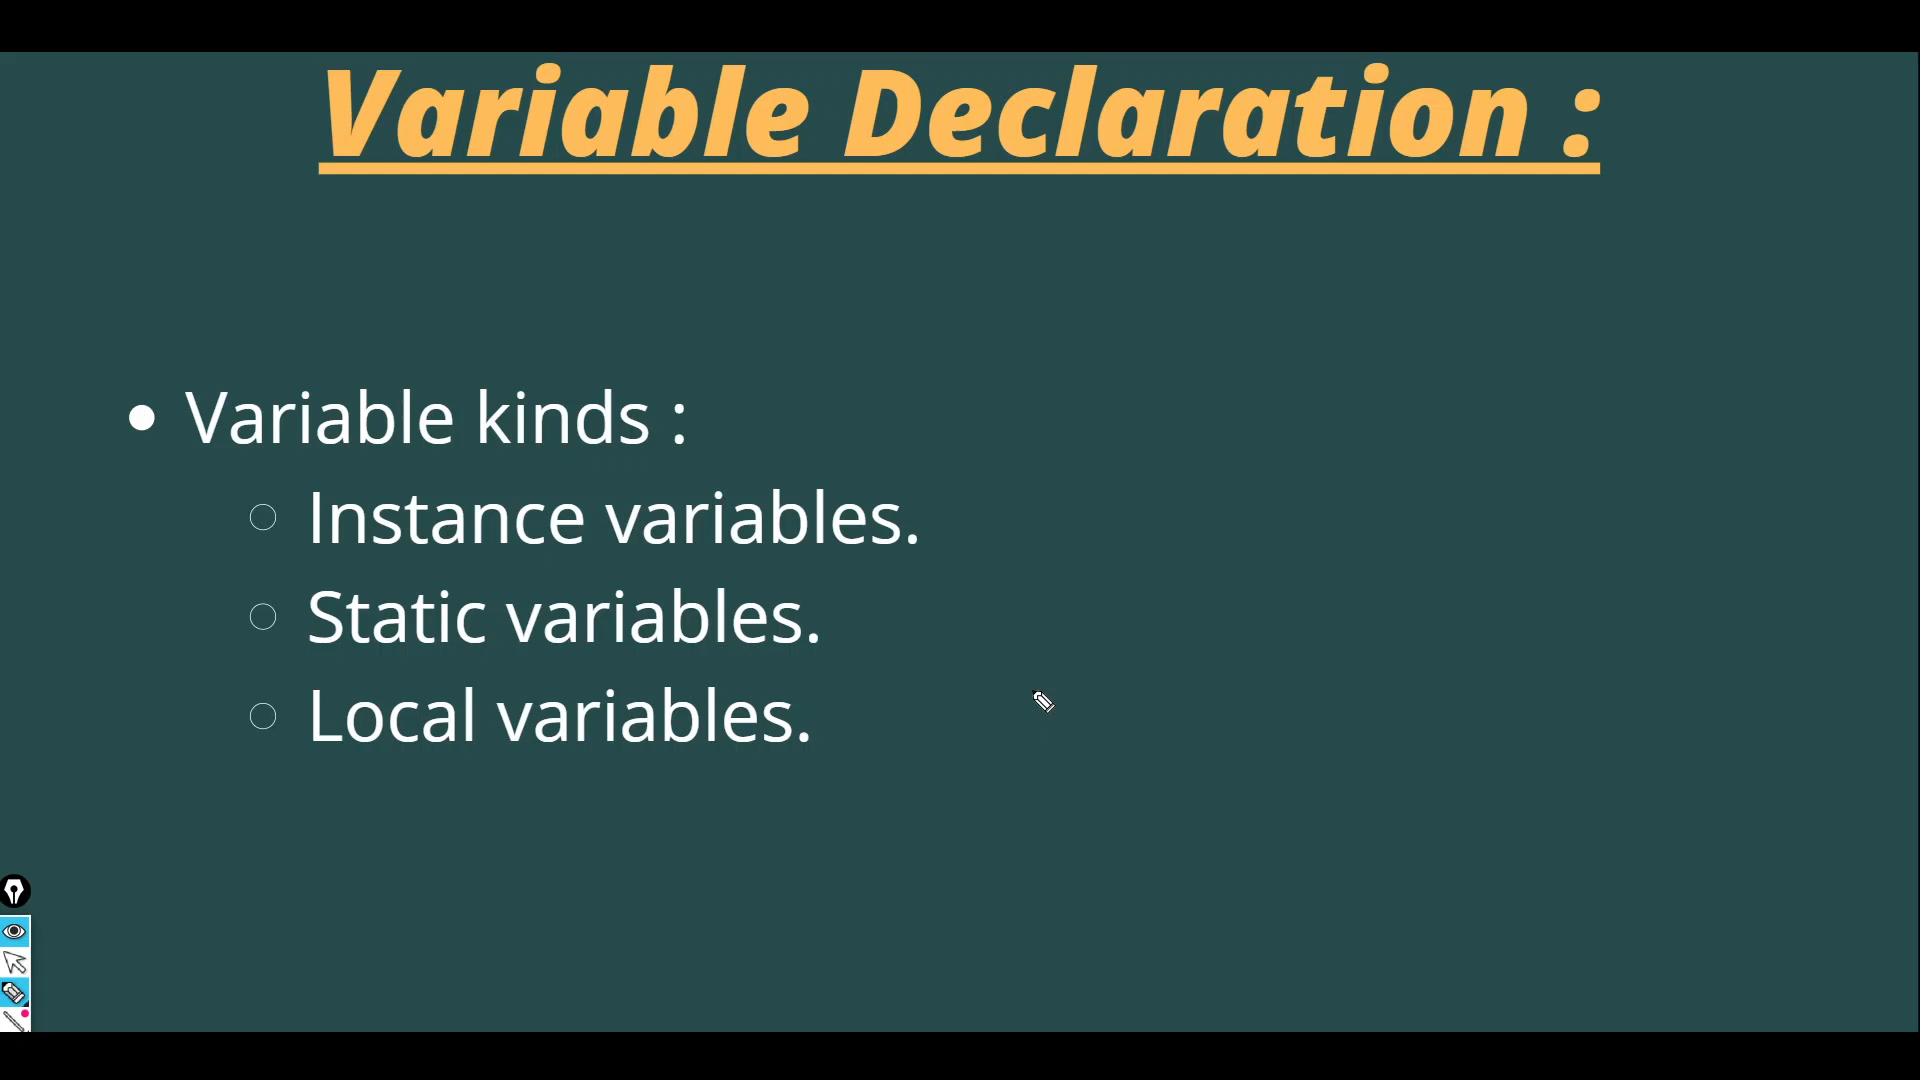 Variable Declaration :
Variable kinds :
Instance variables.
Static variables.
Local variables.